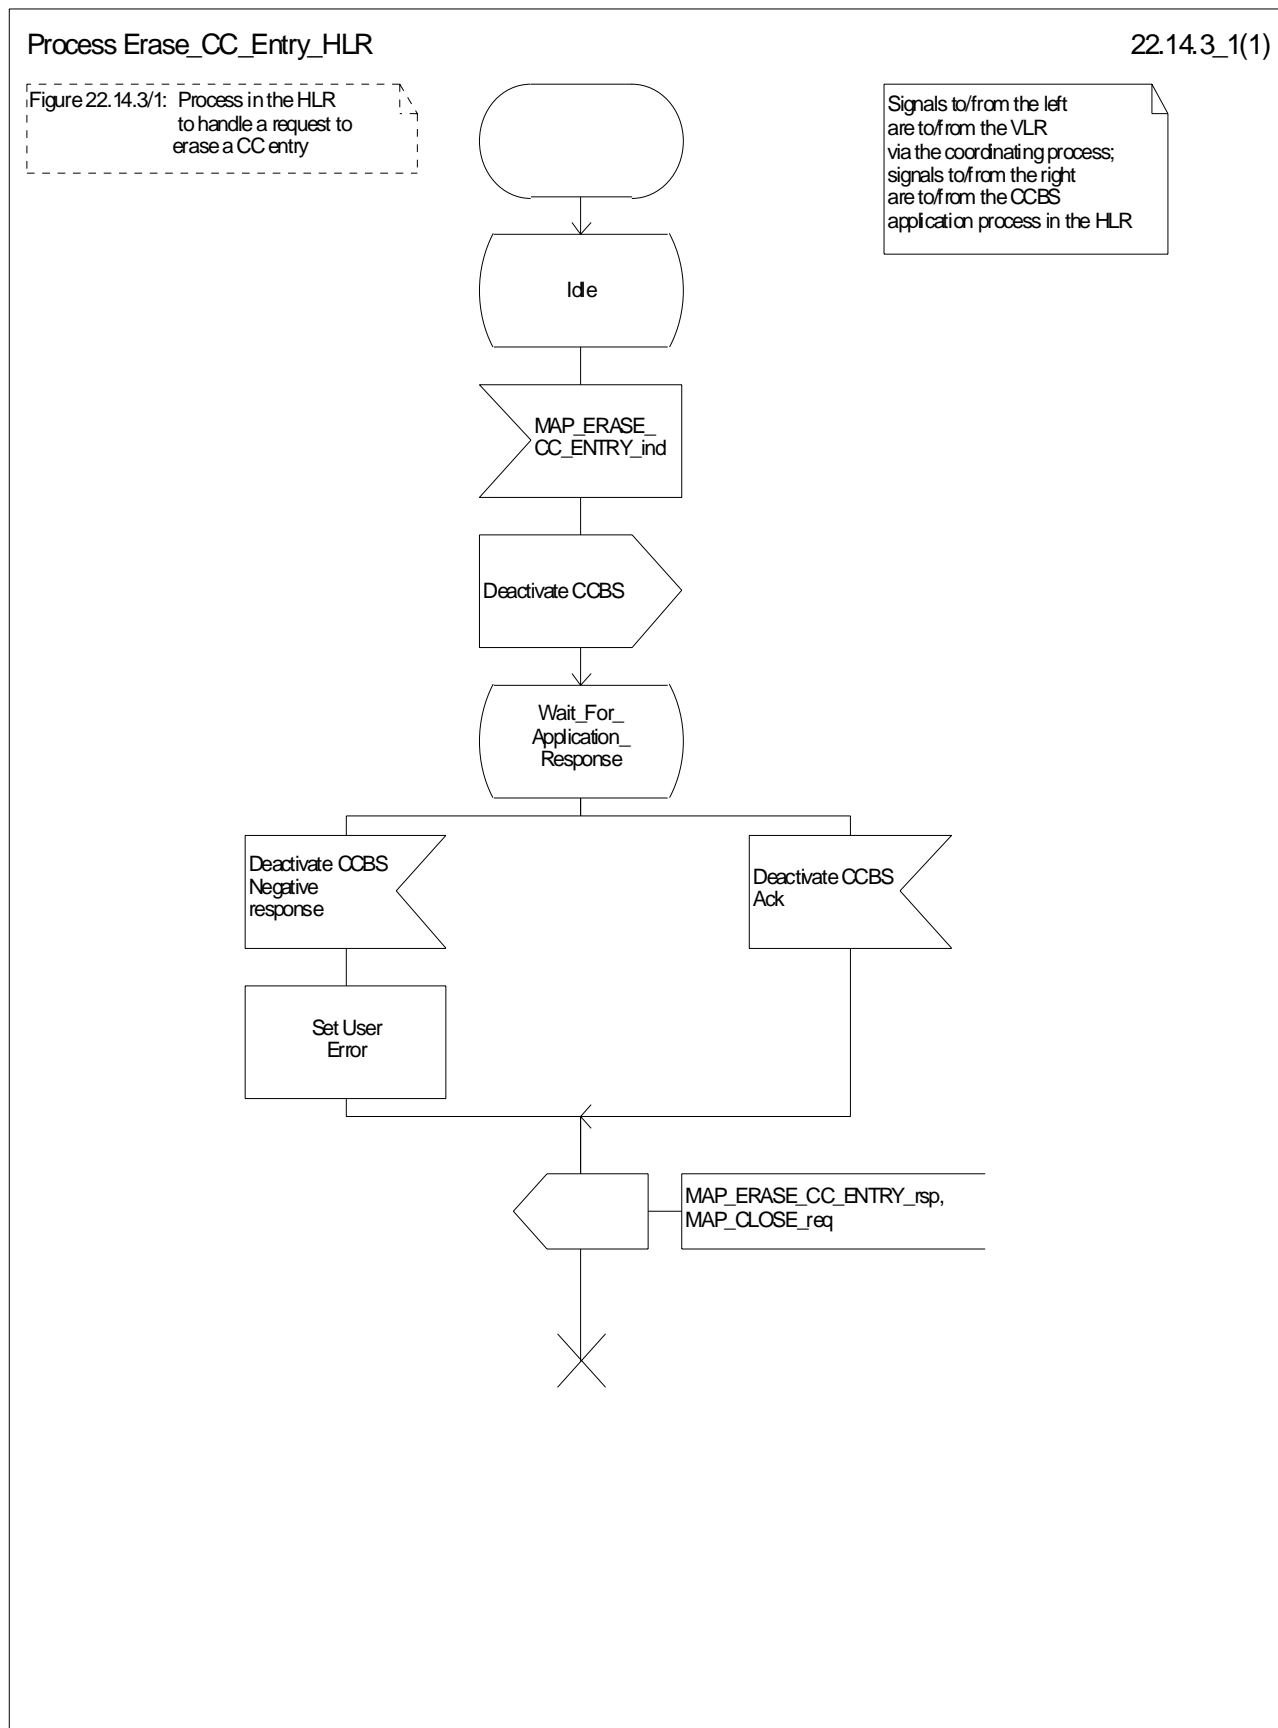 Process Erase_CC_Entry_HLR
22.14.3_1(1)
Figure 22.14.3/1: Process in the HLR
to handle a request to
erase a CC entry
Signals to/from the left
are to/from the VLR
via the coordinating process;
signals to/from the right
are to/from the CCBS
application process in the HLR
Idle
MAP_ERASE_
CC_ENTRY_ind
Deactivate CCBS
Wait_For_
Application_
Response
Deactivate CCBS
Negative
response
Deactivate CCBS
Ack
Set User
Error
MAP_ERASE_CC_ENTRY_rsp,
MAP_CLOSE_req